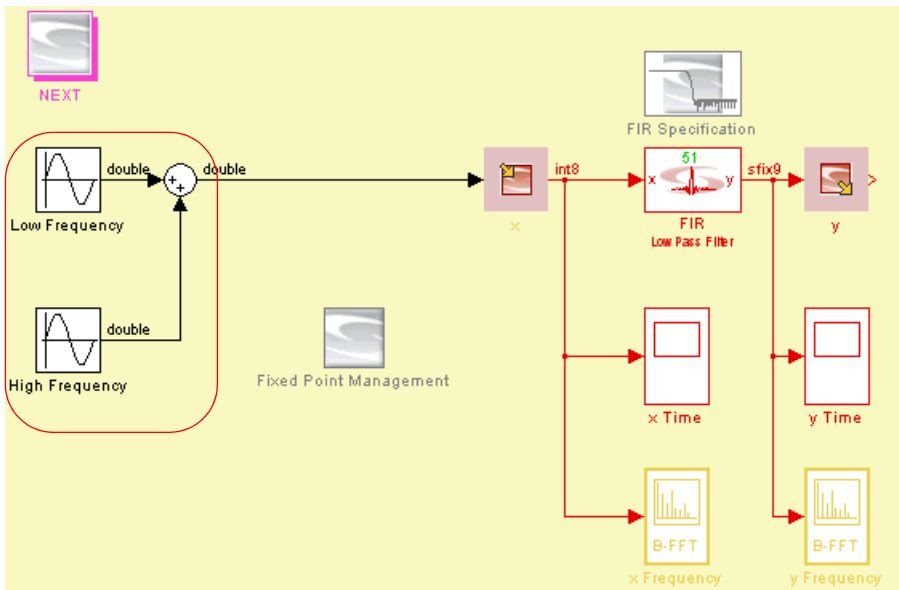 NEXT
FIR Specification
double
double
Low Frequency
+
+
x
int8
51
x
y
FIR
Low Pass Filter
sfix9
y
double
High Frequency
Fixed Point Management
x Time
y Time
B-FFT
x Frequency
B-FFT
y Frequency